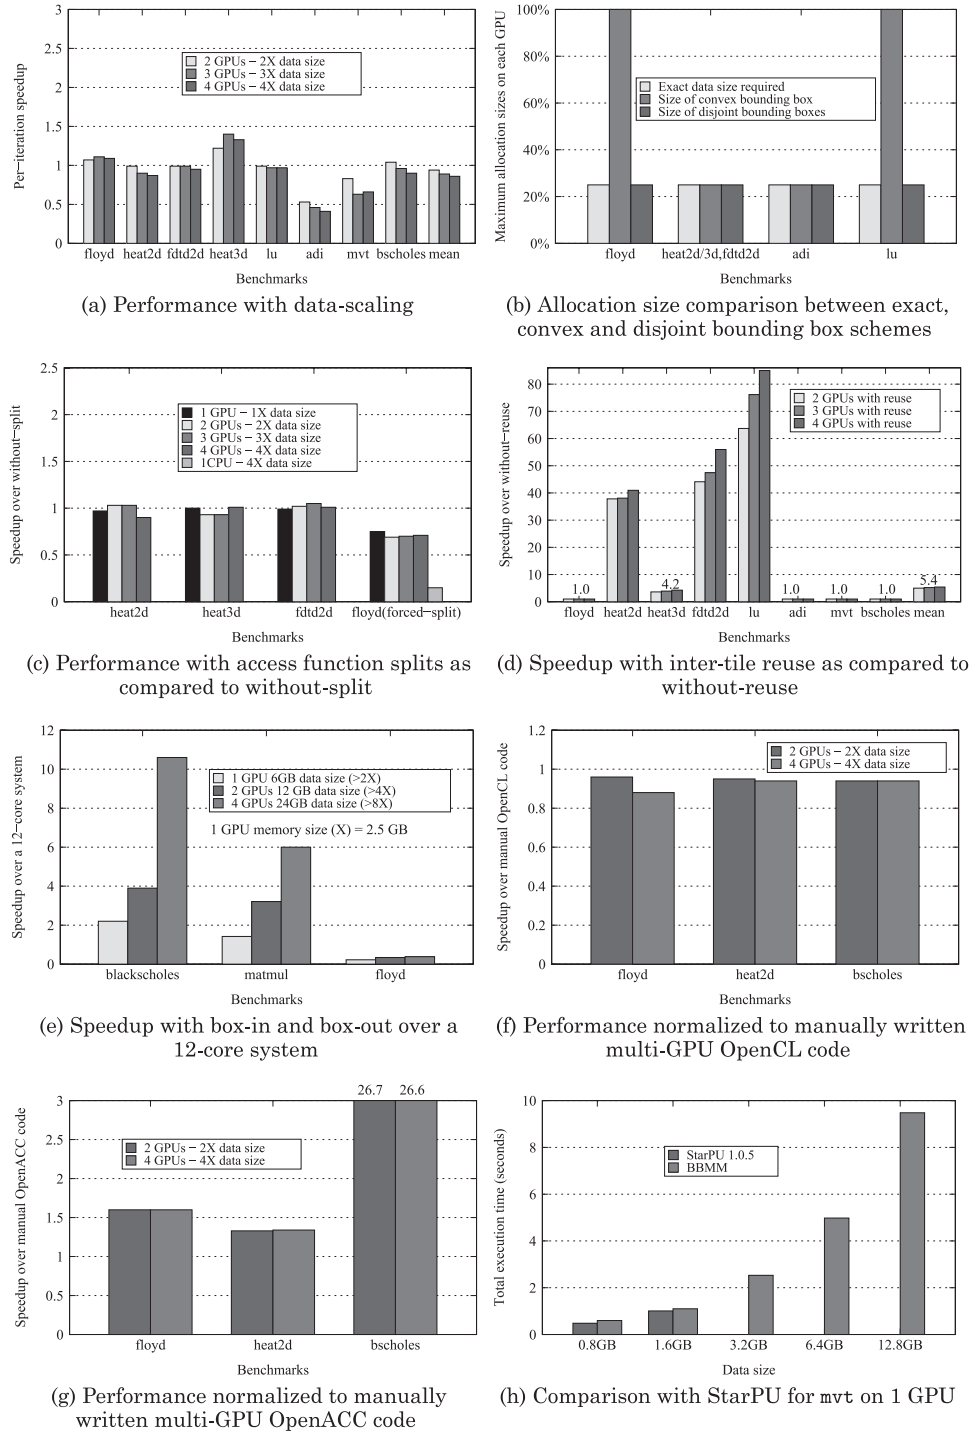 3
2.5
2
1.5
1
0.5
0
Per-iteration speedup
2 GPUs - 2X data size
3 GPUs - 3X data size
4 GPUs - 4X data size
floyd heat2d fdtd2d heat3d lu adi mvt bscholes mean
Benchmarks
(a) Performance with data-scaling
100%
80%
60%
40%
20%
0%
Maximum allocation sizes on each GPU
Exact data size required
Size of convex bounding box
Size of disjoint bounding boxes
floyd heat2d/3d,fdtd2d adi lu
Benchmarks
(b) Allocation size comparison between exact,
convex and disjoint bounding box schemes
2.5
2
1.5
1
0.5
0
Speedup over without-split
1 GPU - 1X data size
2 GPUs - 2X data size
3 GPUs - 3X data size
4 GPUs - 4X data size
1CPU - 4X data size
heat2d heat3d fdtd2d floyd(forced-split)
Benchmarks
(c) Performance with access function splits as
compared to without-split
80
70
60
50
40
30
20
10
0
Speedup over without-reuse
2 GPUs with reuse
3 GPUs with reuse
4 GPUs with reuse
1.0 4.2 1.0 1.0 1.0 5.4
floyd heat2d heat3d fdtd2d lu adi mvt bscholes mean
Benchmarks
(d) Speedup with inter-tile reuse as compared to
without-reuse
12
10
8
6
4
2
0
Speedup over a 12-core system
1 GPU 6GB data size (>2X)
2 GPUs 12 GB data size (>4X)
4 GPUs 24GB data size (>8X)
1 GPU memory size (X) = 2.5 GB
blackscholes matmul floyd
Benchmarks
(e) Speedup with box-in and box-out over a
12-core system
1.2
1
0.8
0.6
0.4
0.2
0
Speedup over manual OpenCL code
2 GPUs - 2X data size
4 GPUs - 4X data size
floyd heat2d bscholes
Benchmarks
(f) Performance normalized to manually written
multi-GPU OpenCL code
26.7 26.6
3
2.5
2
1.5
1
0.5
0
Speedup over manual OpenACC code
2 GPUs - 2X data size
4 GPUs - 4X data size
floyd heat2d bscholes
Benchmarks
(g) Performance normalized to manually
written multi-GPU OpenACC code
10
8
6
4
2
0
Total execution time (seconds)
StarPU 1.0.5
BBMM
0.8GB 1.6GB 3.2GB 6.4GB 12.8GB
Data size
(h) Comparison with StarPU for mvt on 1 GPU